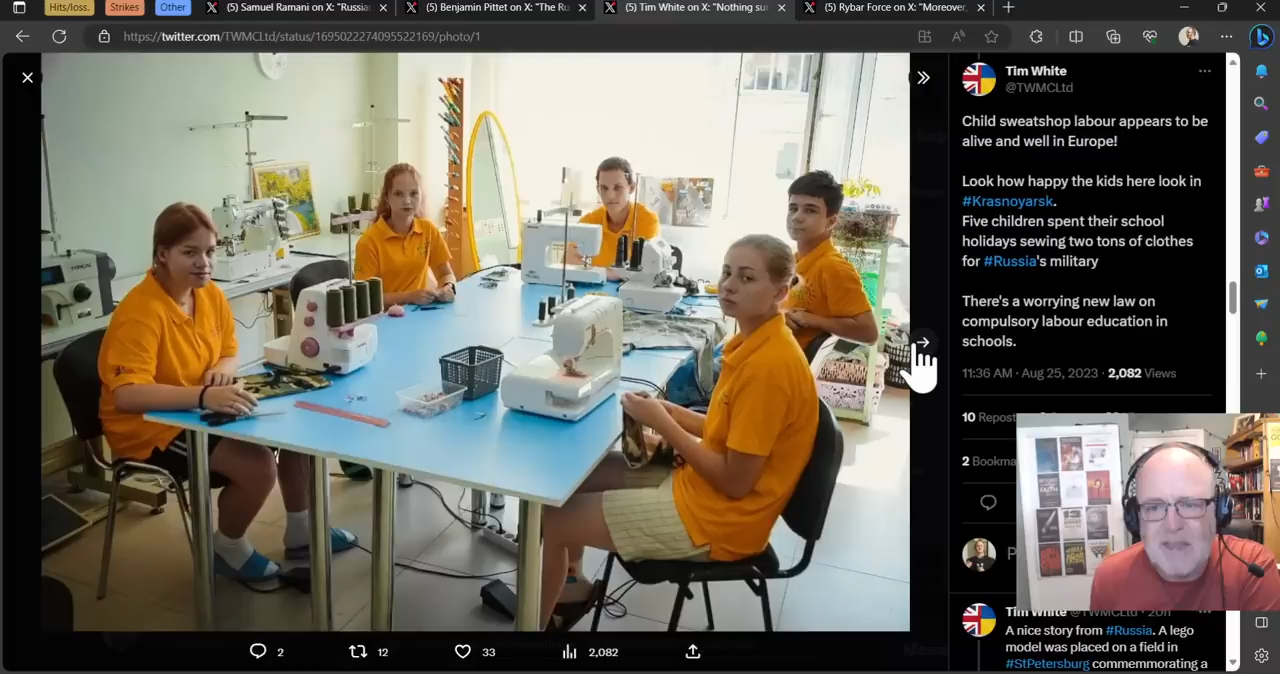 Hits/loss.
Strikes
Other
(5) Samuel Ramani on X: "Russia
(5) Benjamin Pittet on X: "The Ru
(5) Tim White on X: "Nothing su
(5) Rybar Force on X: "Moreover,
https://twitter.com/TWMCLtd/status/1695022274095522169/photo/1
Tim White
@TWMCLtd
Child sweatshop labour appears to be
alive and well in Europe!
Look how happy the kids here look in
#Krasnoyarsk.
Five children spent their school
holidays sewing two tons of clothes
for #Russia's military
There's a worrying new law on
compulsory labour education in
schools.
11:36 AM · Aug 25, 2023 · 2,082 Views
10 Repost
2 Bookma
P
Tim White @TWMCLtd · 20h
A nice story from #Russia. A lego
model was placed on a field in
#StPetersburg commemmorating a
2
12
33
2,082